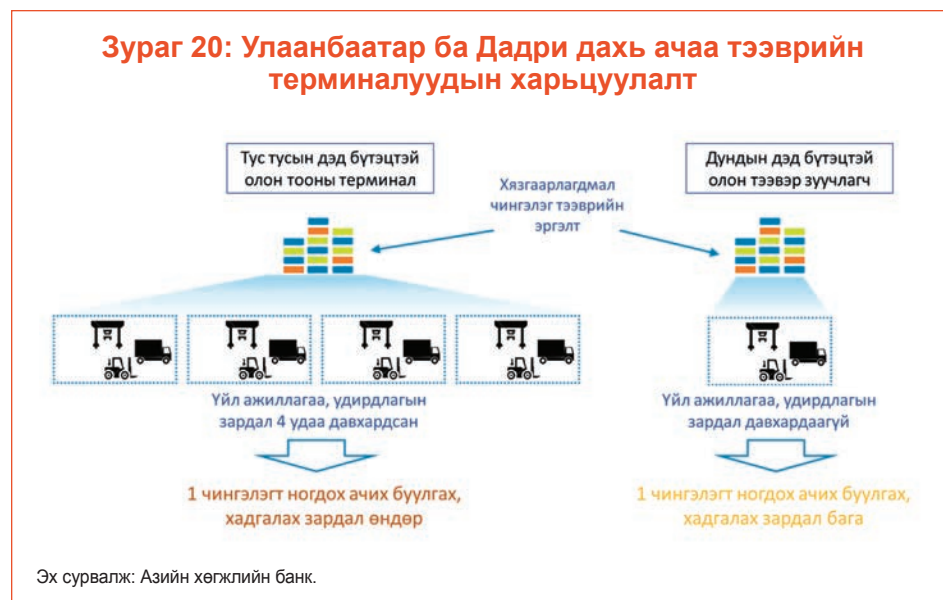 Зураг 20: Улаанбаатар ба Дадри дахь ачаа тээврийн
терминалуудын харьцуулалт
Тус тусын дэд бүтэцтэй
олон тооны терминал
Хязгаарлагдмал
чингэлэг тээврийн
эргэлт
Дундын дэд бүтэцтэй
олон тээвэр зуучлагч
Үйл ажиллагаа, удирдлагын
зардал 4 удаа давхардсан
Үйл ажиллагаа, удирдлагын
зардал давхардаагүй
1 чингэлэгт ногдох ачих буулгах,
хадгалах зардал өндөр
1 чингэлэгт ногдох ачих буулгах,
хадгалах зардал бага
Эх сурвалж: Азийн хөгжлийн банк.